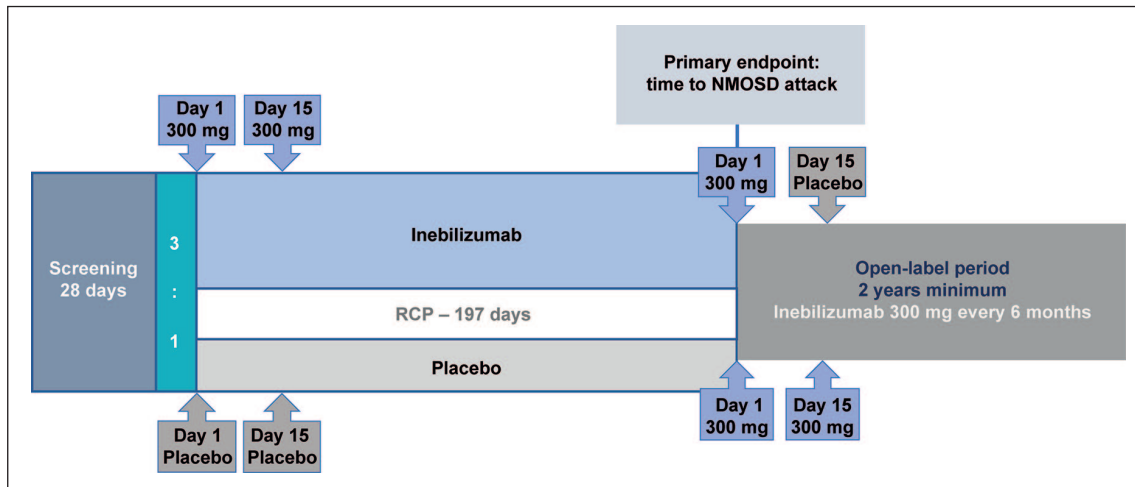 Primary endpoint:
time to NMOSD attack
Day 1
300 mg
Day 15
300 mg
Day 1
300 mg
Day 15
Placebo
Screening
28 days
3
:
1
Inebilizumab
RCP – 197 days
Placebo
Open-label period
2 years minimum
Inebilizumab 300 mg every 6 months
Day 1
Placebo
Day 15
Placebo
Day 1
300 mg
Day 15
300 mg